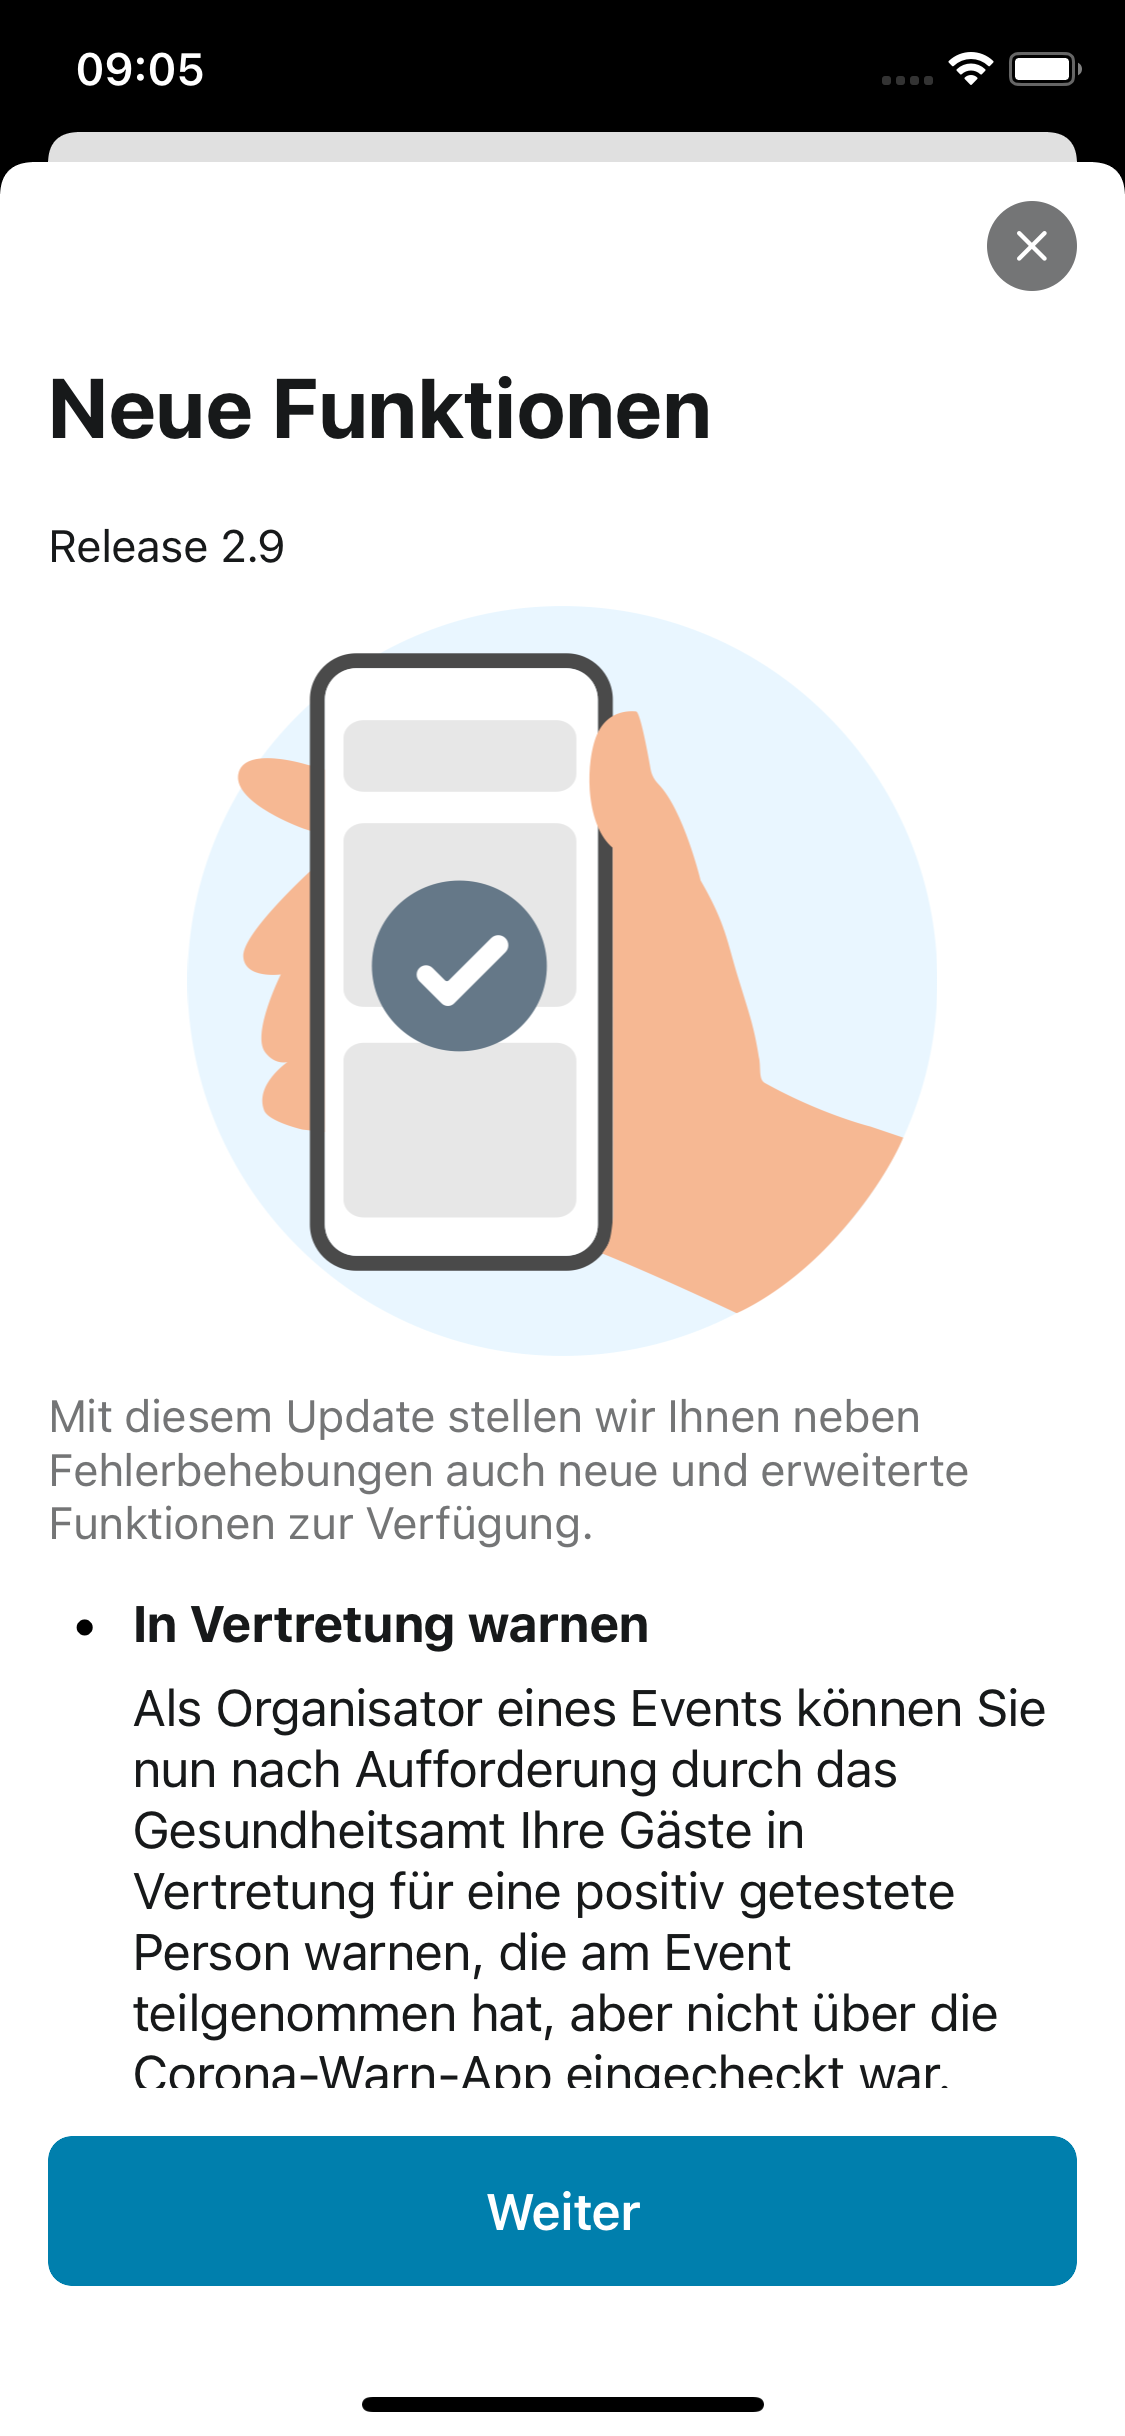 09:05
Neue Funktionen
Release 2.9
Mit diesem Update stellen wir Ihnen neben
Fehlerbehebungen auch neue und erweiterte
Funktionen zur Verfügung.
• In Vertretung warnen
Als Organisator eines Events können Sie
nun nach Aufforderung durch das
Gesundheitsamt Ihre Gäste in
Vertretung für eine positiv getestete
Person warnen, die am Event
teilgenommen hat, aber nicht über die
Corona-Warn-App eingecheckt war.
Weiter